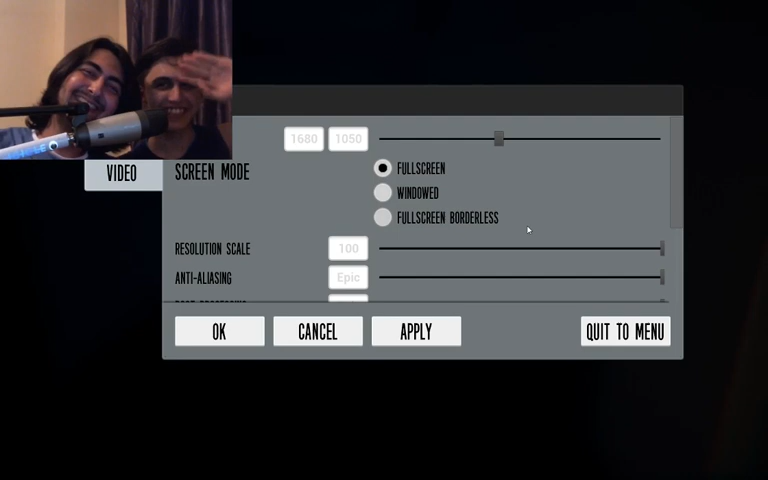 1680 1050
VIDEO
SCREEN MODE
FULLSCREEN
WINDOWED
FULLSCREEN BORDERLESS
RESOLUTION SCALE 100
ANTI-ALIASING Epic
OK CANCEL APPLY QUIT TO MENU